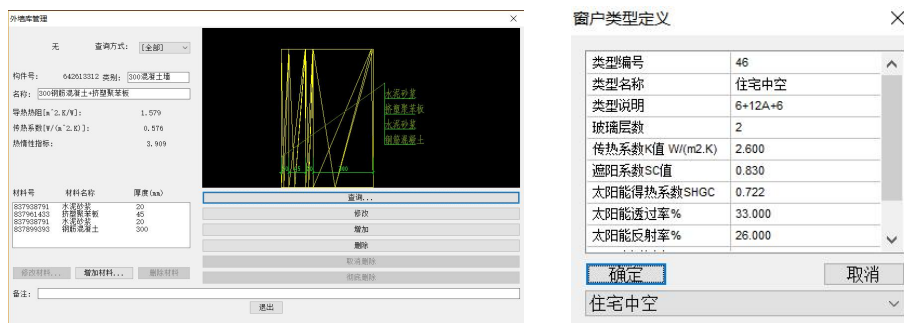 外墙库管理
无 查询方式: [全部]
构件号: 642613312 类别: 300混凝土墙
名称: 300钢筋混凝土+挤塑聚苯板
导热热阻[m^2.K/W]: 1.579
传热系数[W/(m^2.K)]: 0.576
热惰性指标: 3.909
材料号 材料名称 厚度(mm)
837938791 水泥砂浆 20
837961433 挤塑聚苯板 45
837938791 水泥砂浆 20
837899393 钢筋混凝土 300
修改材料... 增加材料... 删除材料
备注:
水泥砂浆
挤塑聚苯板
水泥砂浆
钢筋混凝土
查询...
修改
增加
删除
取消删除
彻底删除
退出
窗户类型定义
类型编号 46
类型名称 住宅中空
类型说明 6+12A+6
玻璃层数 2
传热系数K值 W/(m2.K) 2.600
遮阳系数SC值 0.830
太阳能得热系数SHGC 0.722
太阳能透过率% 33.000
太阳能反射率% 26.000
确定 取消
住宅中空